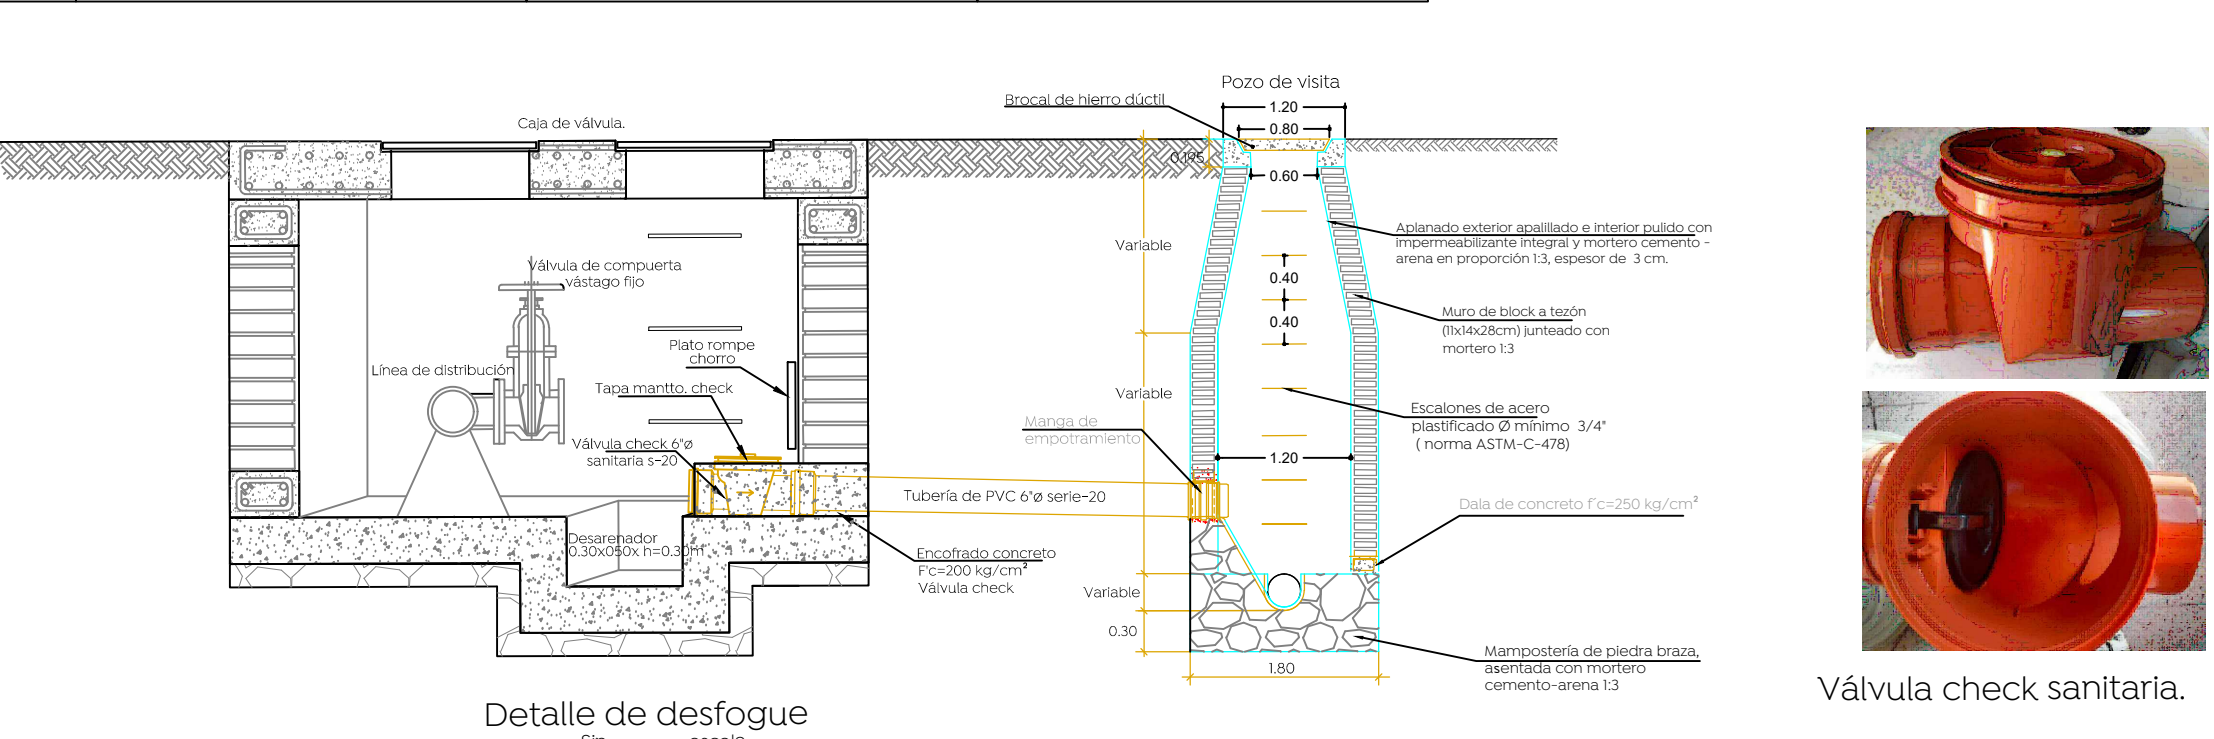 Pozo de visita
Brocal de hierro dúctil
1.20
Caja de válvula.
0.80
0.195
0.60
Aplanado exterior apalillado e interior pulido con
impermeabilizante integral y mortero cemento -
arena en proporción 1:3, espesor de 3 cm.
Variable
Válvula de compuerta
vástago fijo
0.40
Muro de block a tezón
(11x14x28cm) junteado con
mortero 1:3
0.40
Plato rompe
chorro
Línea de distribución
Tapa mantto. check
Variable
Escalones de acero
plastificado Ø mínimo 3/4"
( norma ASTM-C-478)
Manga de
empotramiento
Válvula check 6"ø
sanitaria s-20
1.20
Tubería de PVC 6"ø serie-20
Dala de concreto f´c=250 kg/cm²
Desarenador
0.30x050x h=0.30m
Encofrado concreto
F'c=200 kg/cm²
Válvula check
Variable
0.30
Mampostería de piedra braza,
asentada con mortero
cemento-arena 1:3
1.80
Válvula check sanitaria.
Detalle de desfogue